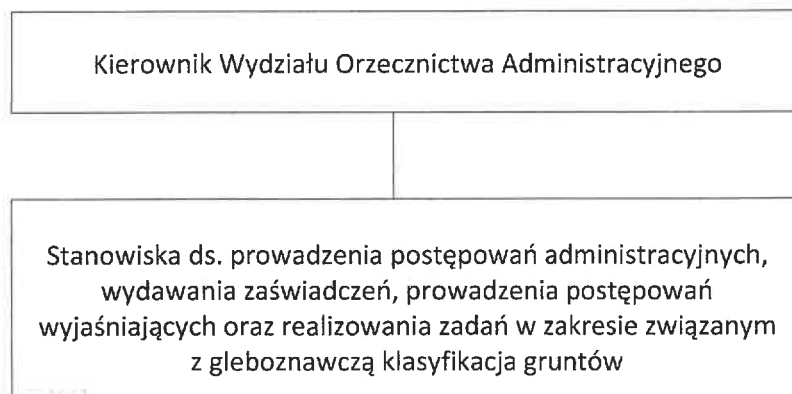 Kierownik Wydziału Orzecznictwa Administracyjnego
Stanowiska ds. prowadzenia postępowań administracyjnych,
wydawania zaświadczeń, prowadzenia postępowań
wyjaśniających oraz realizowania zadań w zakresie związanym
z gleboznawczą klasyfikacja gruntów